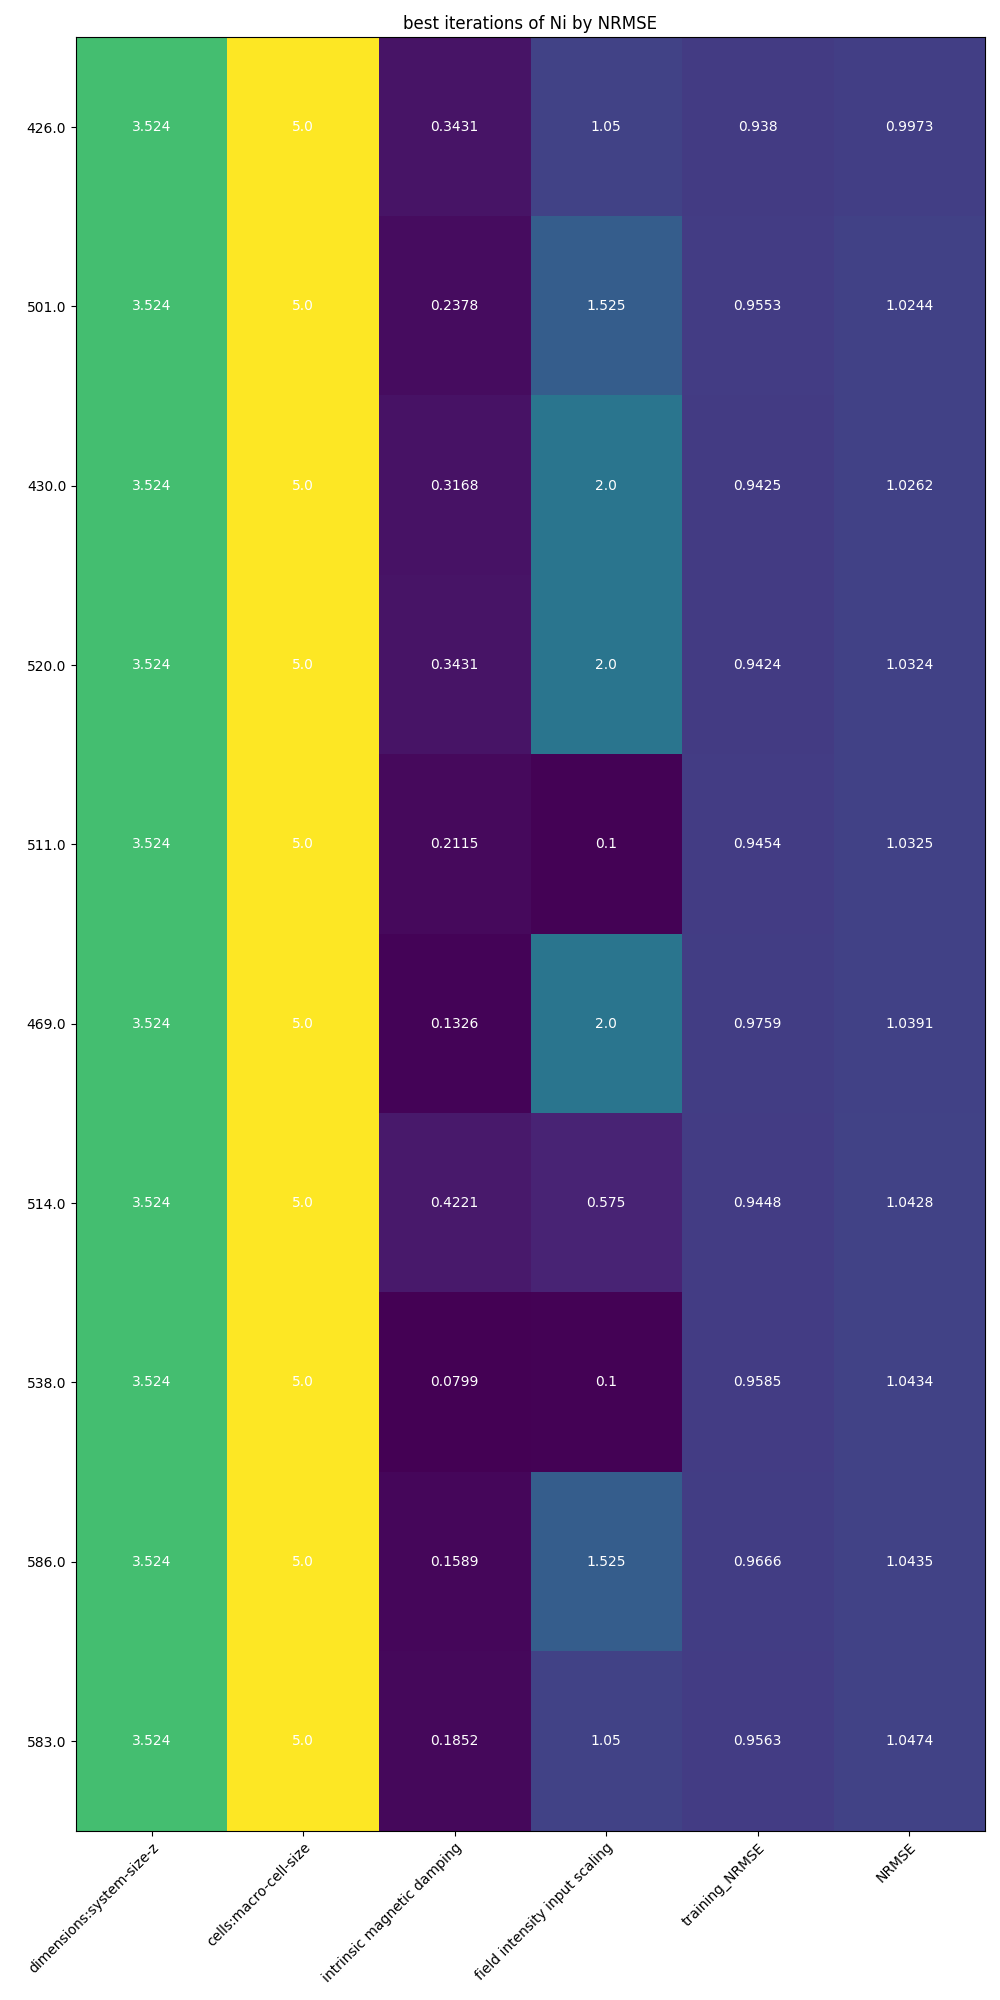 best iterations of Ni by NRMSE
426.0 3.524 5.0 0.3431 1.05 0.938 0.9973
501.0 3.524 5.0 0.2378 1.525 0.9553 1.0244
430.0 3.524 5.0 0.3168 2.0 0.9425 1.0262
520.0 3.524 5.0 0.3431 2.0 0.9424 1.0324
511.0 3.524 5.0 0.2115 0.1 0.9454 1.0325
469.0 3.524 5.0 0.1326 2.0 0.9759 1.0391
514.0 3.524 5.0 0.4221 0.575 0.9448 1.0428
538.0 3.524 5.0 0.0799 0.1 0.9585 1.0434
586.0 3.524 5.0 0.1589 1.525 0.9666 1.0435
583.0 3.524 5.0 0.1852 1.05 0.9563 1.0474
dimensions:system-size-z
cells:macro-cell-size
intrinsic magnetic damping
field intensity input scaling
training_NRMSE
NRMSE